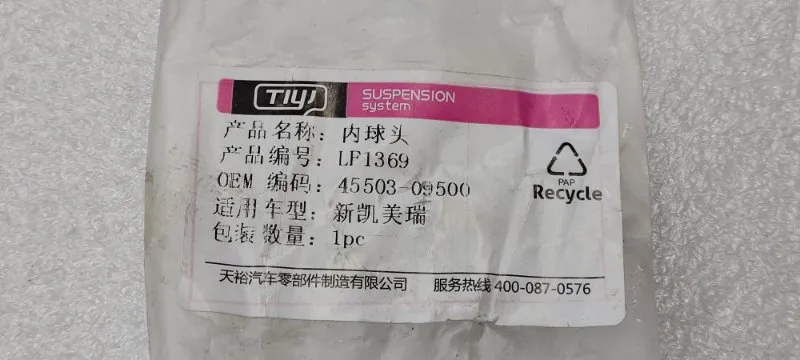 TIYI
SUSPENSION
system
产品名称：内球头
产品编号：LF1369
OEM 编码：45503-09500
适用车型：新凯美瑞
包装数量：1pc
PAP
Recycle
天裕汽车零部件制造有限公司 服务热线 400-087-0576